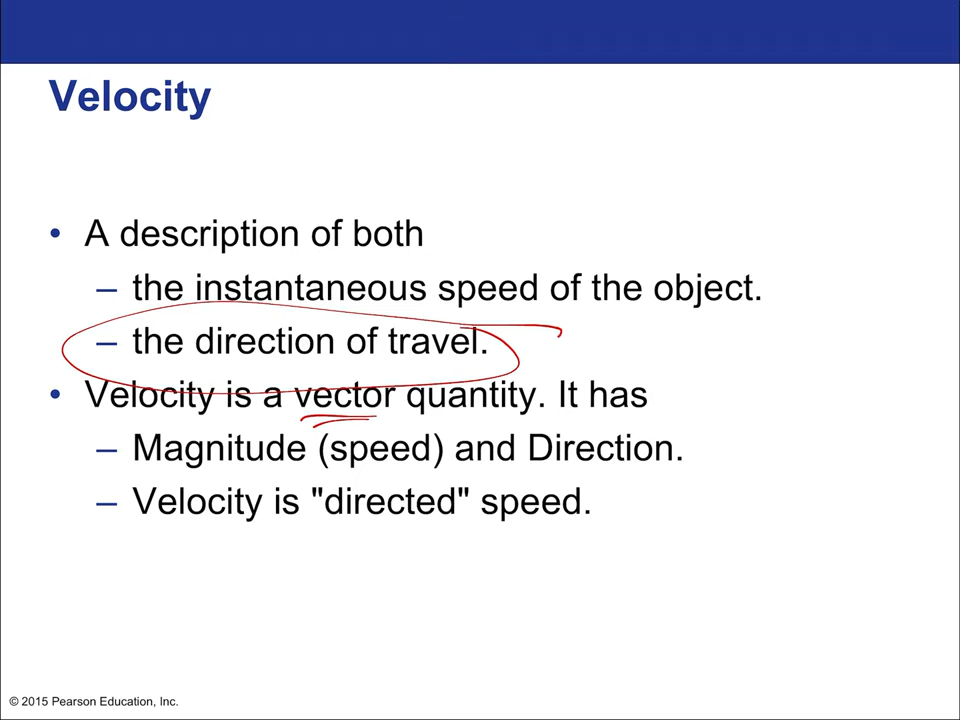 Velocity
• A description of both
– the instantaneous speed of the object.
– the direction of travel.
• Velocity is a vector quantity. It has
– Magnitude (speed) and Direction.
– Velocity is "directed" speed.
© 2015 Pearson Education, Inc.